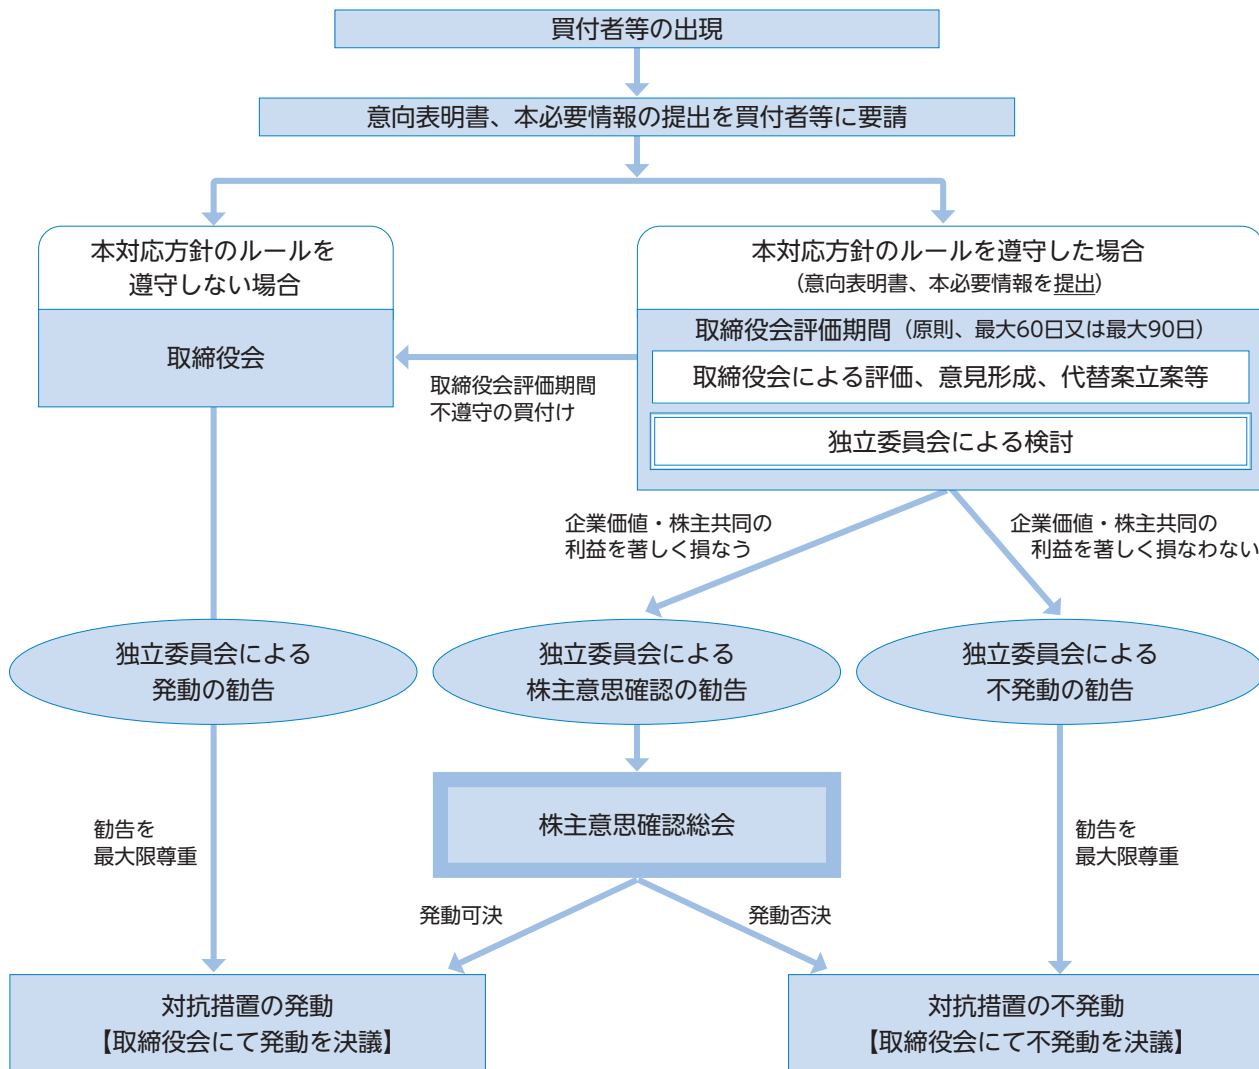 買付者等の出現
意向表明書、本必要情報の提出を買付者等に要請
本対応方針のルールを
遵守しない場合
取締役会
本対応方針のルールを遵守した場合
(意向表明書、本必要情報を提出)
取締役会評価期間(原則、最大60日又は最大90日)
取締役会による評価、意見形成、代替案立案等
独立委員会による検討
取締役会評価期間
不遵守の買付け
企業価値・株主共同の
利益を著しく損なう
企業価値・株主共同の
利益を著しく損なわない
独立委員会による
発動の勧告
独立委員会による
株主意思確認の勧告
独立委員会による
不発動の勧告
株主意思確認総会
勧告を
最大限尊重
勧告を
最大限尊重
発動可決
発動否決
対抗措置の発動
【取締役会にて発動を決議】
対抗措置の不発動
【取締役会にて不発動を決議】